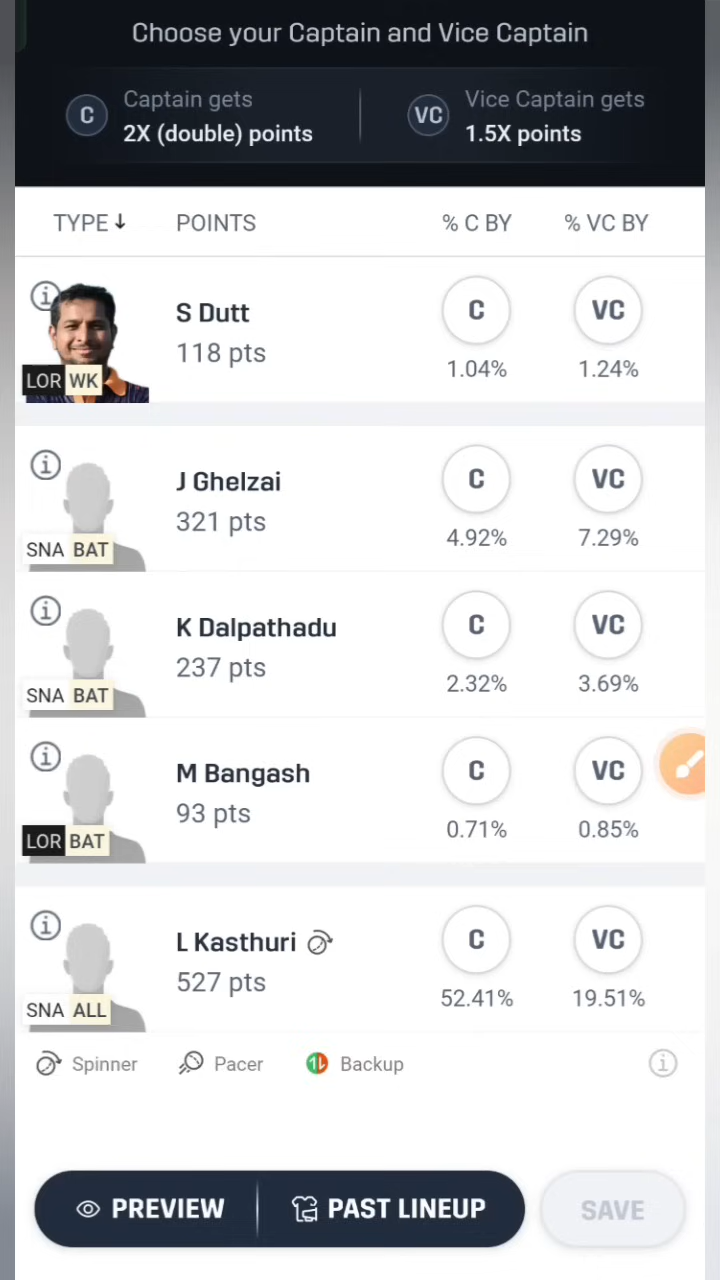 Choose your Captain and Vice Captain
C Captain gets 2X (double) points
VC Vice Captain gets 1.5X points
TYPE↓ POINTS % C BY % VC BY
S Dutt
118 pts
C VC
1.04% 1.24%
LOR WK
J Ghelzai
321 pts
C VC
4.92% 7.29%
SNA BAT
K Dalpathadu
237 pts
C VC
2.32% 3.69%
SNA BAT
M Bangash
93 pts
C VC
0.71% 0.85%
LOR BAT
L Kasthuri
527 pts
C VC
52.41% 19.51%
SNA ALL
Spinner Pacer Backup
PREVIEW PAST LINEUP SAVE